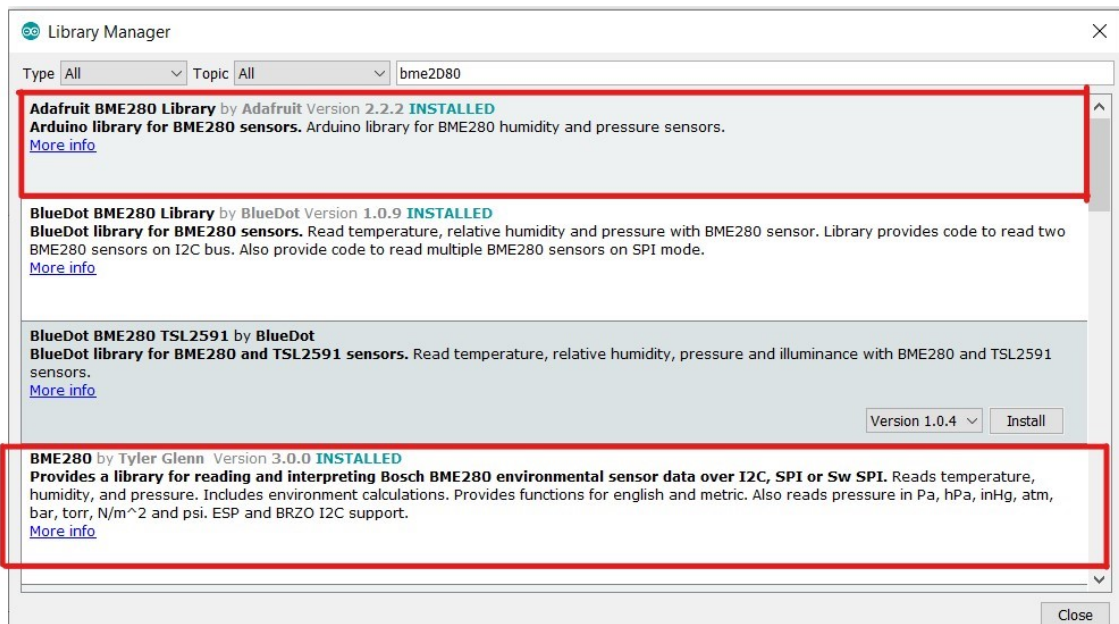 Library Manager
Type All Topic All bme2D80
Adafruit BME280 Library by Adafruit Version 2.2.2 INSTALLED
Arduino library for BME280 sensors. Arduino library for BME280 humidity and pressure sensors.
More info
BlueDot BME280 Library by BlueDot Version 1.0.9 INSTALLED
BlueDot library for BME280 sensors. Read temperature, relative humidity and pressure with BME280 sensor. Library provides code to read two
BME280 sensors on I2C bus. Also provide code to read multiple BME280 sensors on SPI mode.
More info
BlueDot BME280 TSL2591 by BlueDot
BlueDot library for BME280 and TSL2591 sensors. Read temperature, relative humidity, pressure and illuminance with BME280 and TSL2591
sensors.
More info
Version 1.0.4 Install
BME280 by Tyler Glenn Version 3.0.0 INSTALLED
Provides a library for reading and interpreting Bosch BME280 environmental sensor data over I2C, SPI or Sw SPI. Reads temperature,
humidity, and pressure. Includes environment calculations. Provides functions for english and metric. Also reads pressure in Pa, hPa, inHg, atm,
bar, torr, N/m^2 and psi. ESP and BRZO I2C support.
More info
Close